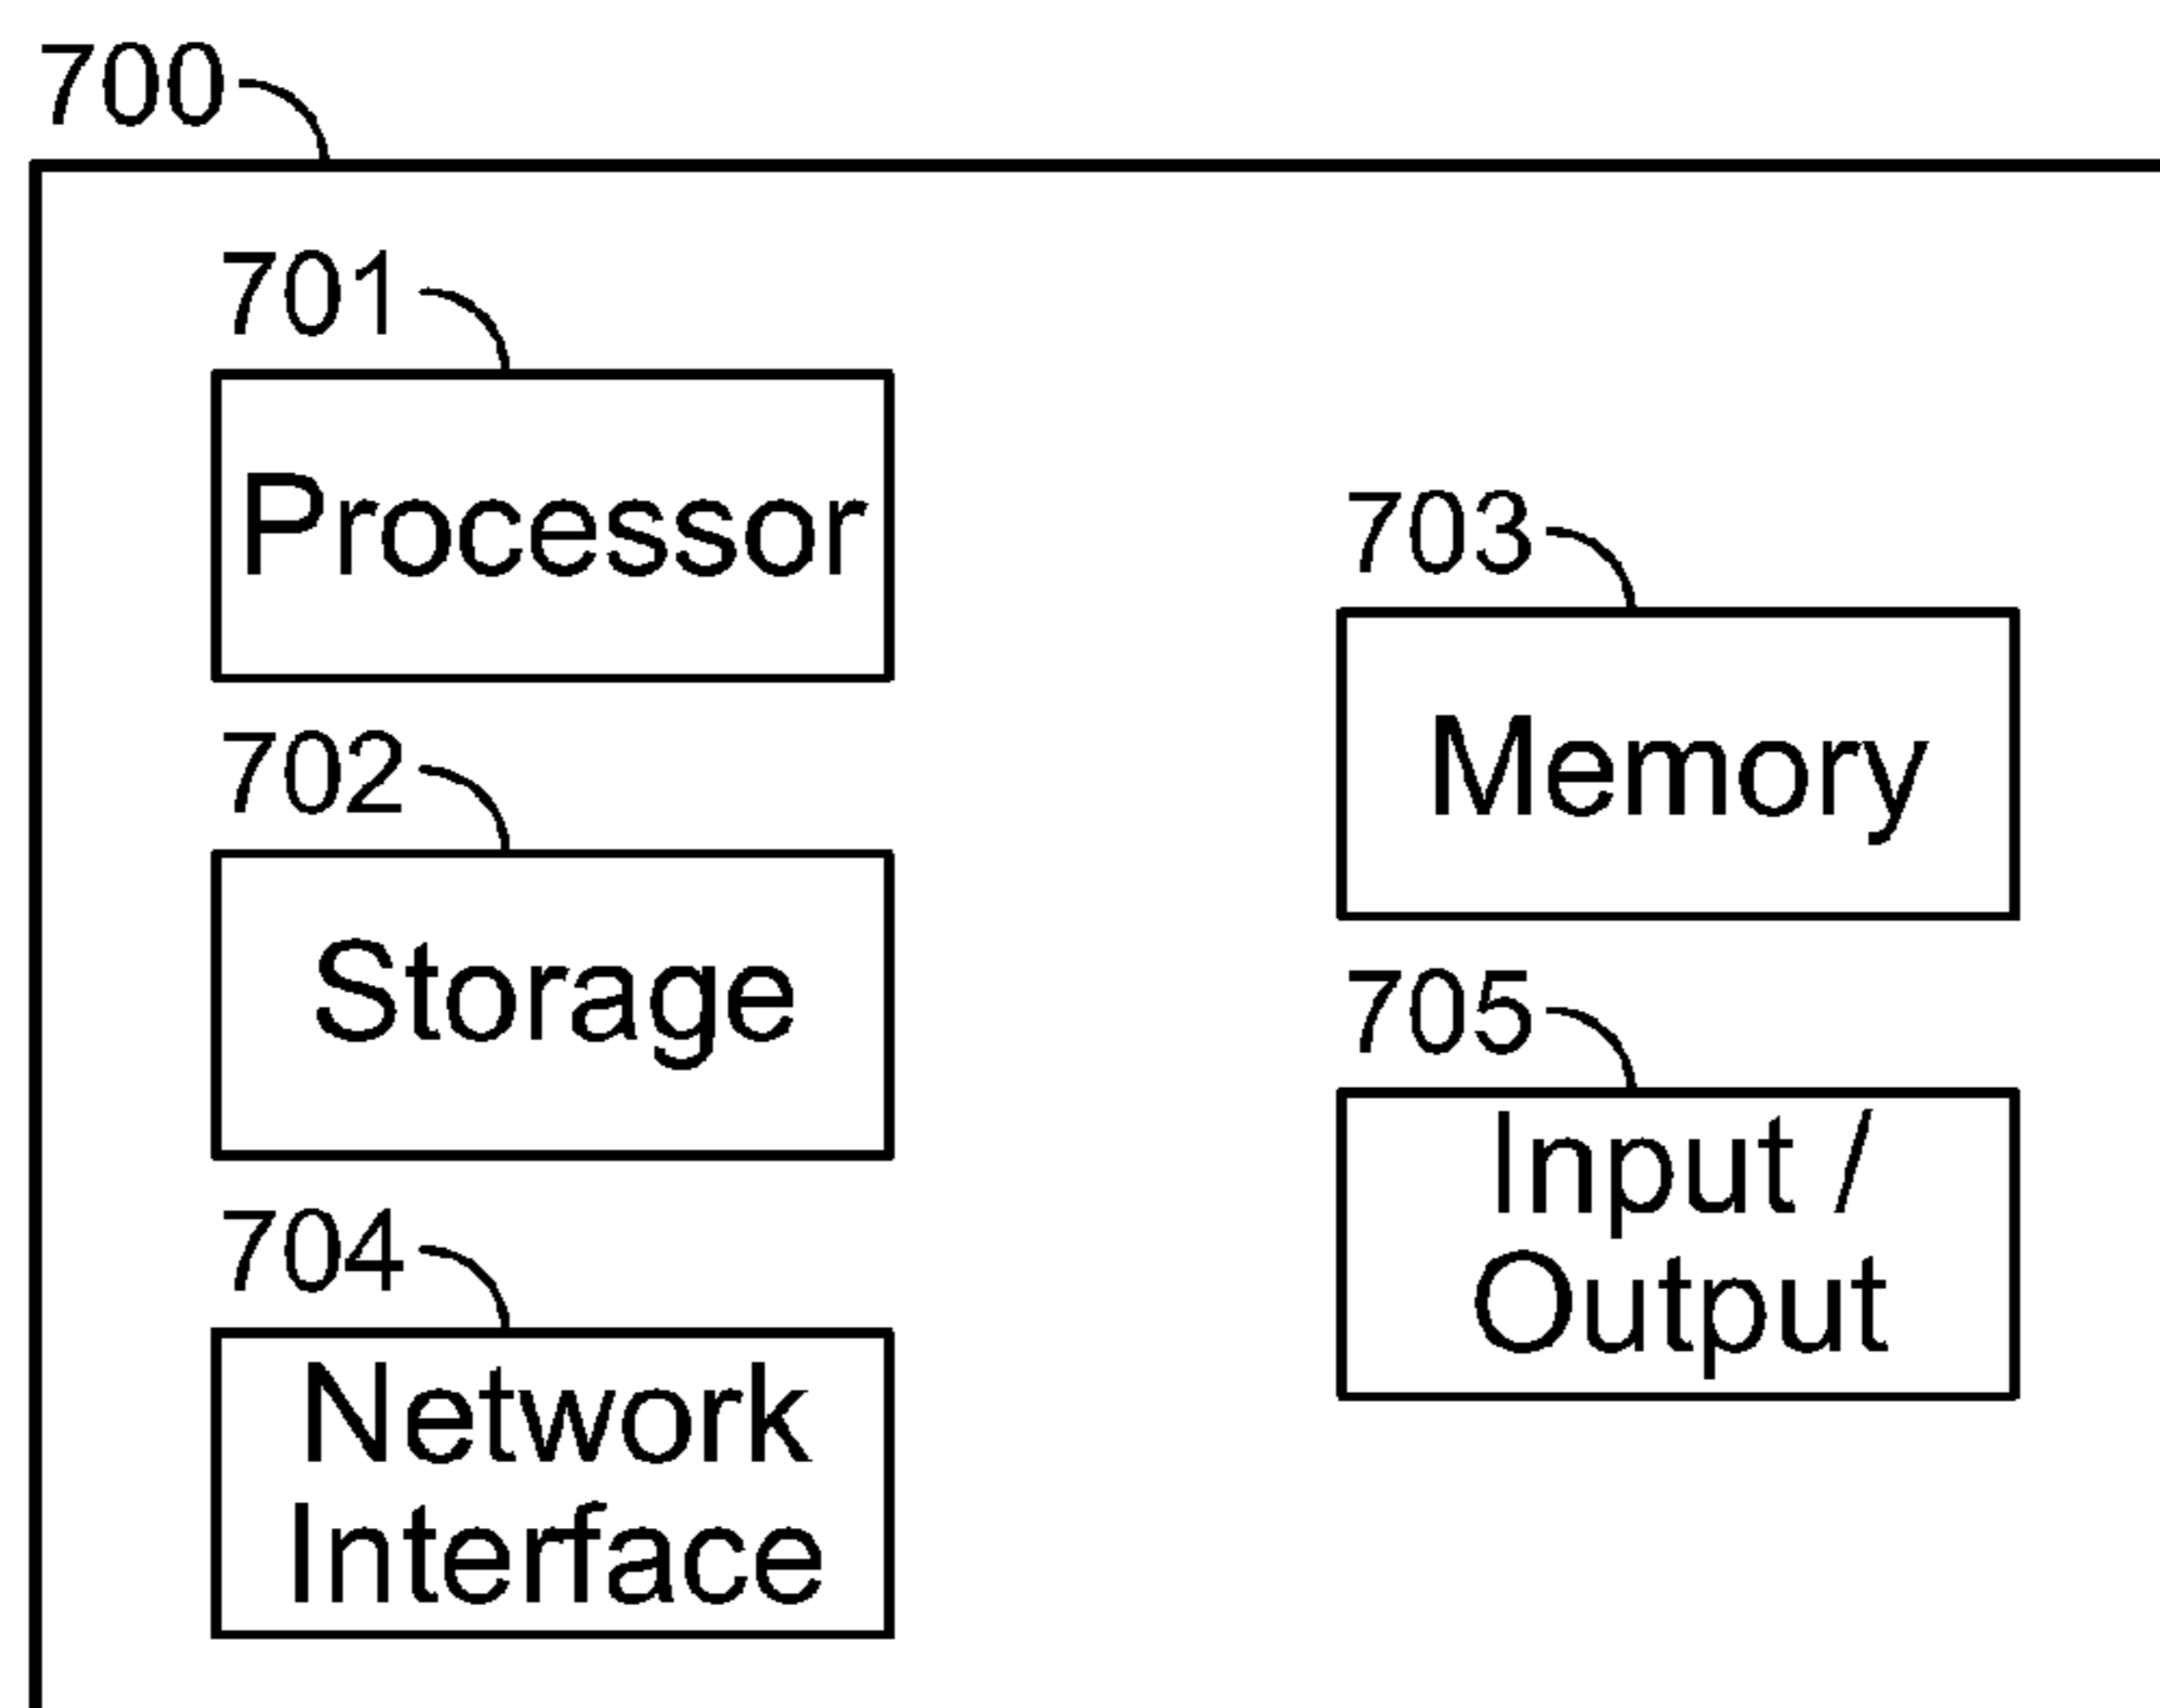 700
701
Processor
703
Memory
702
Storage
705
Input /
Output
704
Network
Interface